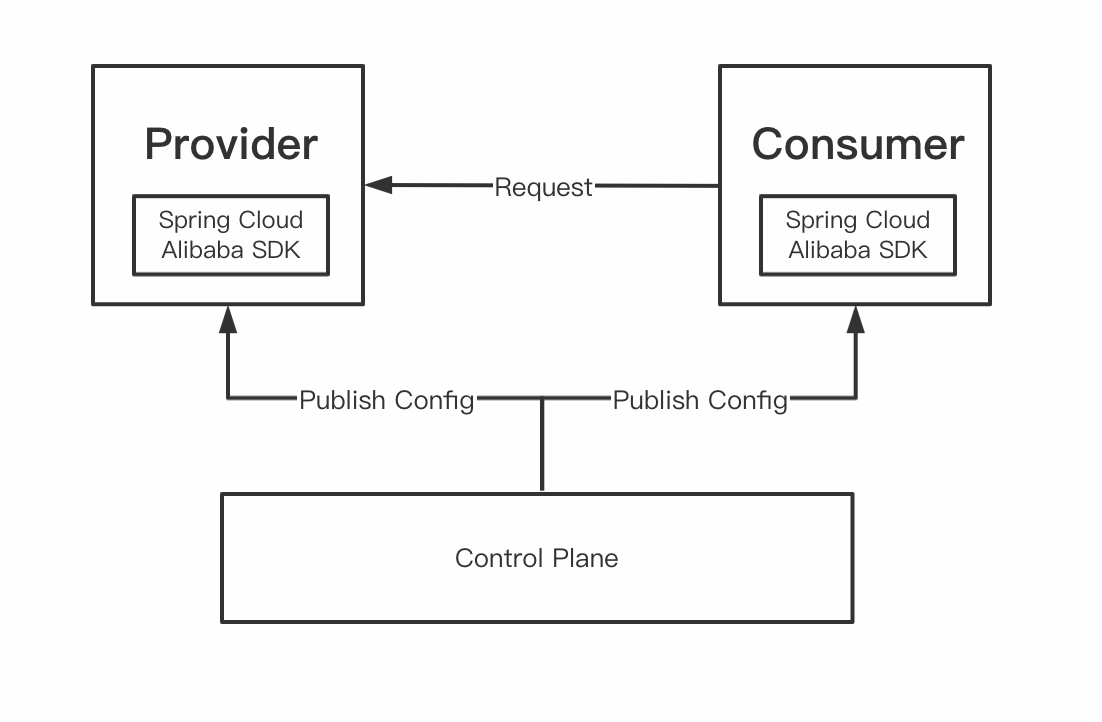 Provider
Consumer
Request
Spring Cloud
Alibaba SDK
Spring Cloud
Alibaba SDK
Publish Config
Publish Config
Control Plane